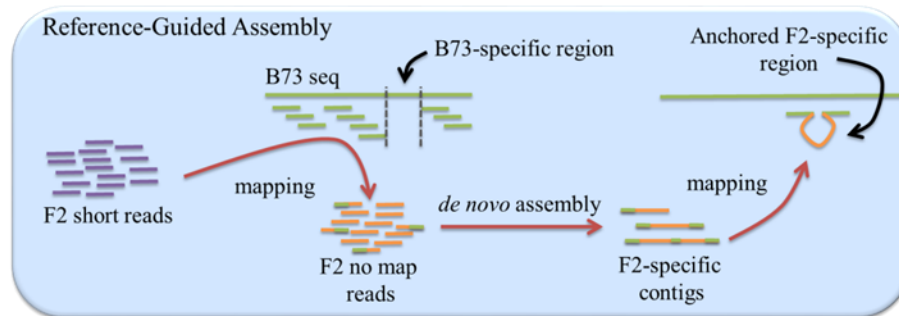 Reference-Guided Assembly
B73-specific region
B73 seq
Anchored F2-specific
region
mapping
F2 short reads
F2 no map
reads
de novo assembly
mapping
F2-specific
contigs